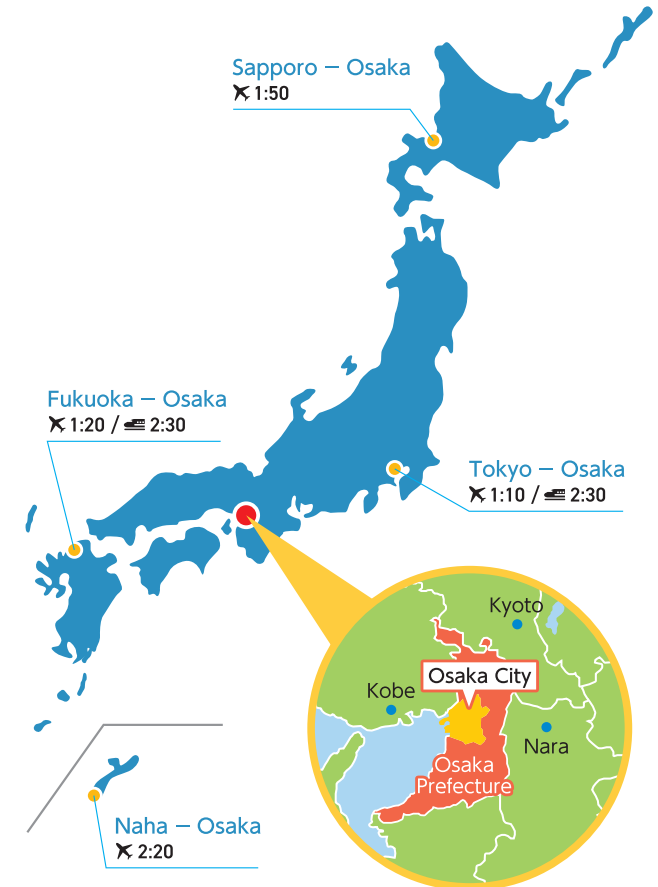 Sapporo – Osaka
1:50
Fukuoka – Osaka
1:20 / 2:30
Tokyo – Osaka
1:10 / 2:30
Kyoto
Osaka City
Kobe
Nara
Osaka
Prefecture
Naha – Osaka
2:20